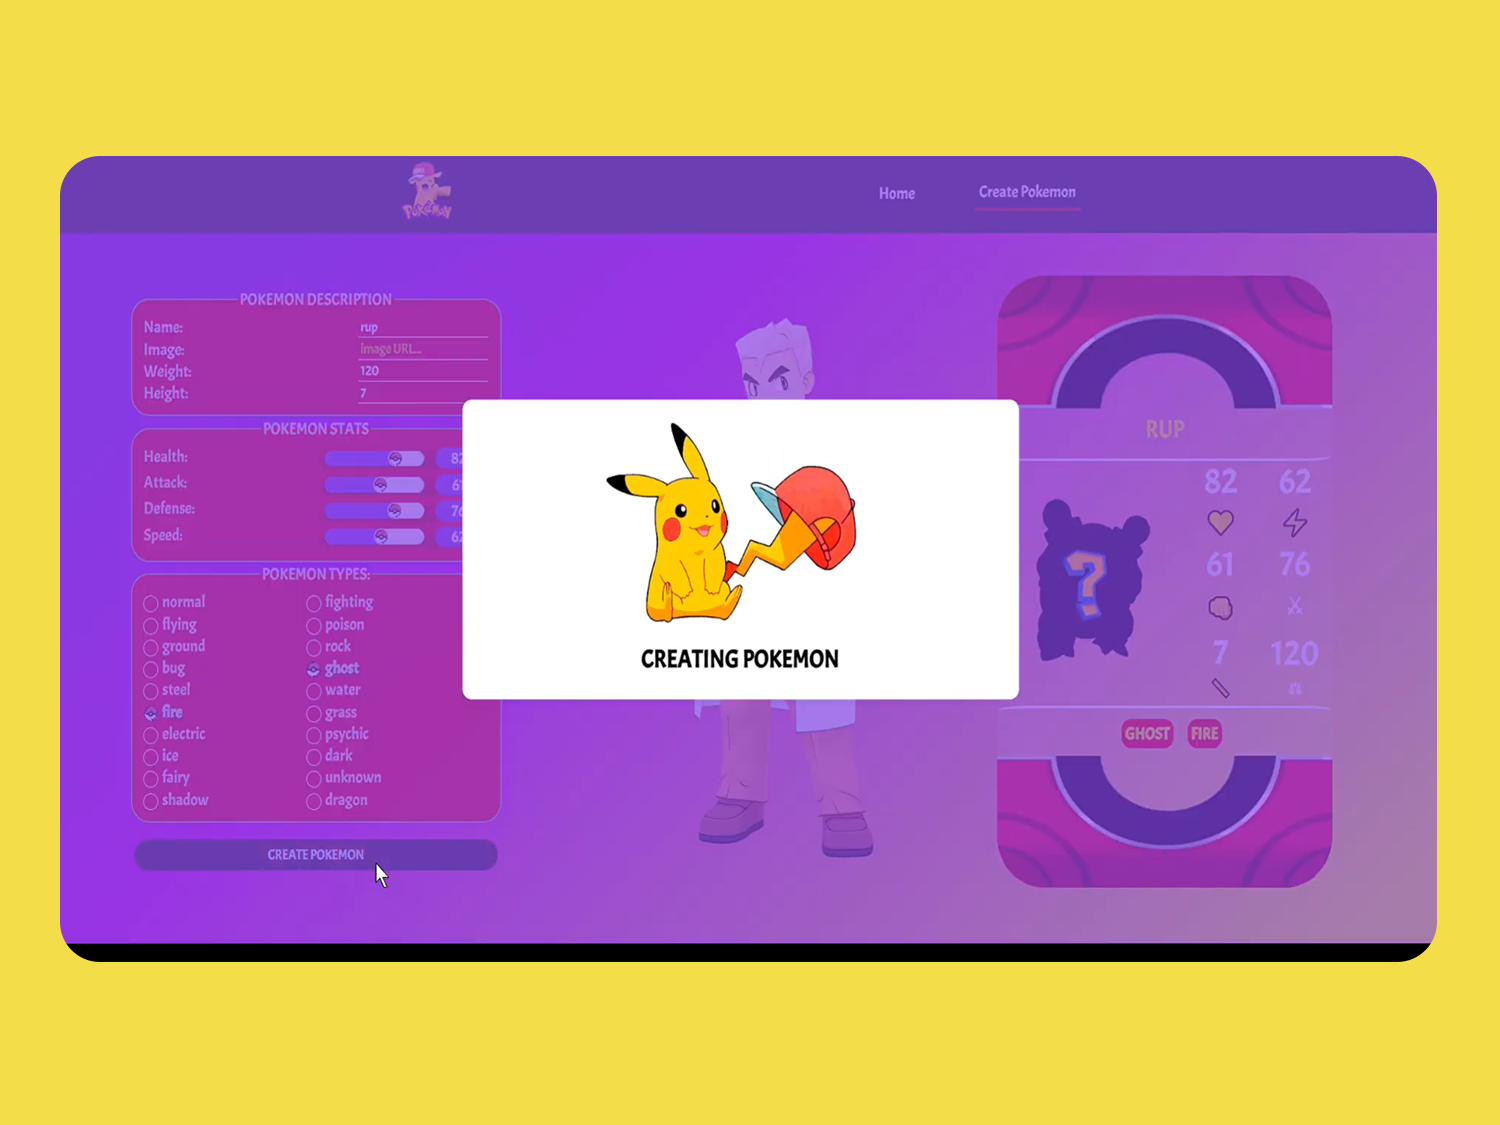 POKéMON
Home
Create Pokemon
POKEMON DESCRIPTION
Name: rup
Image: image URL...
Weight: 120
Height: 7
POKEMON STATS
Health: 82
Attack: 61
Defense: 76
Speed: 62
POKEMON TYPES:
normal fighting
flying poison
ground rock
bug ghost
steel water
fire grass
electric psychic
ice dark
fairy unknown
shadow dragon
CREATE POKEMON
CREATING POKEMON
RUP
82 62
?
61 76
7 120
GHOST FIRE